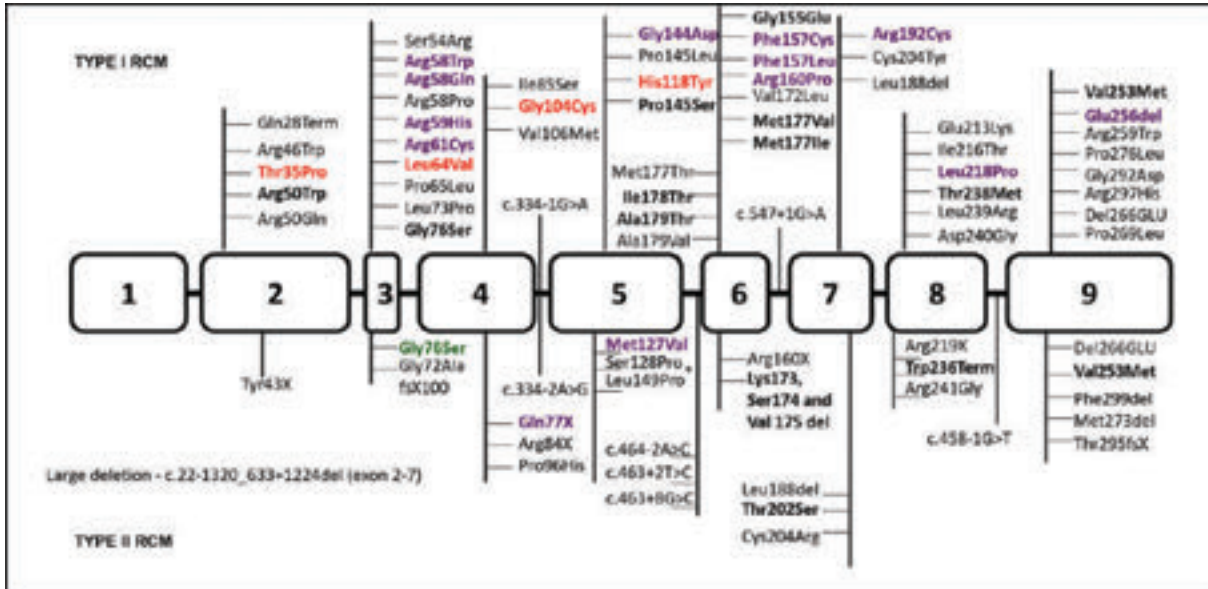 TYPE I RCM
Gln28Term
Arg46Trp
Thr35Pro
Arg50Trp
Arg50Gln
Ser54Arg
Arg58Trp
Arg58Gln
Arg58Pro
Arg59His
Arg61Cys
Leu64Val
Pro65Leu
Leu73Pro
Gly76Ser
Ile85Ser
Gly104Cys
Val106Met
c.334-1G>A
Gly144Asp
Pro145Leu
His118Tyr
Pro145Ser
Met177Thr
Ile178Thr
Ala179Thr
Ala179Val
Gly155Glu
Phe157Cys
Phe157Leu
Arg160Pro
Val172Leu
Met177Val
Met177Ile
c.547+1G>A
Arg192Cys
Cys204Tyr
Leu188del
Glu213Lys
Ile216Thr
Leu218Pro
Thr238Met
Leu239Arg
Asp240Gly
Val253Met
Glu256del
Arg259Trp
Pro276Leu
Gly292Asp
Arg297His
Del266GLU
Pro269Leu
1 2 3 4 5 6 7 8 9
Tyr43X
Gly76Ser
Gly72Ala
fsX100
c.334-2A>G
Gln77X
Arg84X
Pro96His
Met127Val
Ser128Pro
Leu149Pro
c.464-2A>C
c.463+2T>C
c.463+8G>C
Arg160X
Lys173,
Ser174 and
Val 175 del
Leu188del
Thr202Ser
Cys204Arg
Arg219X
Trp236Term
Arg241Gly
c.458-1G>T
Del266GLU
Val253Met
Phe299del
Met273del
Thr295fsX
Large deletion - c.22-1320_633+1224del (exon 2-7)
TYPE II RCM